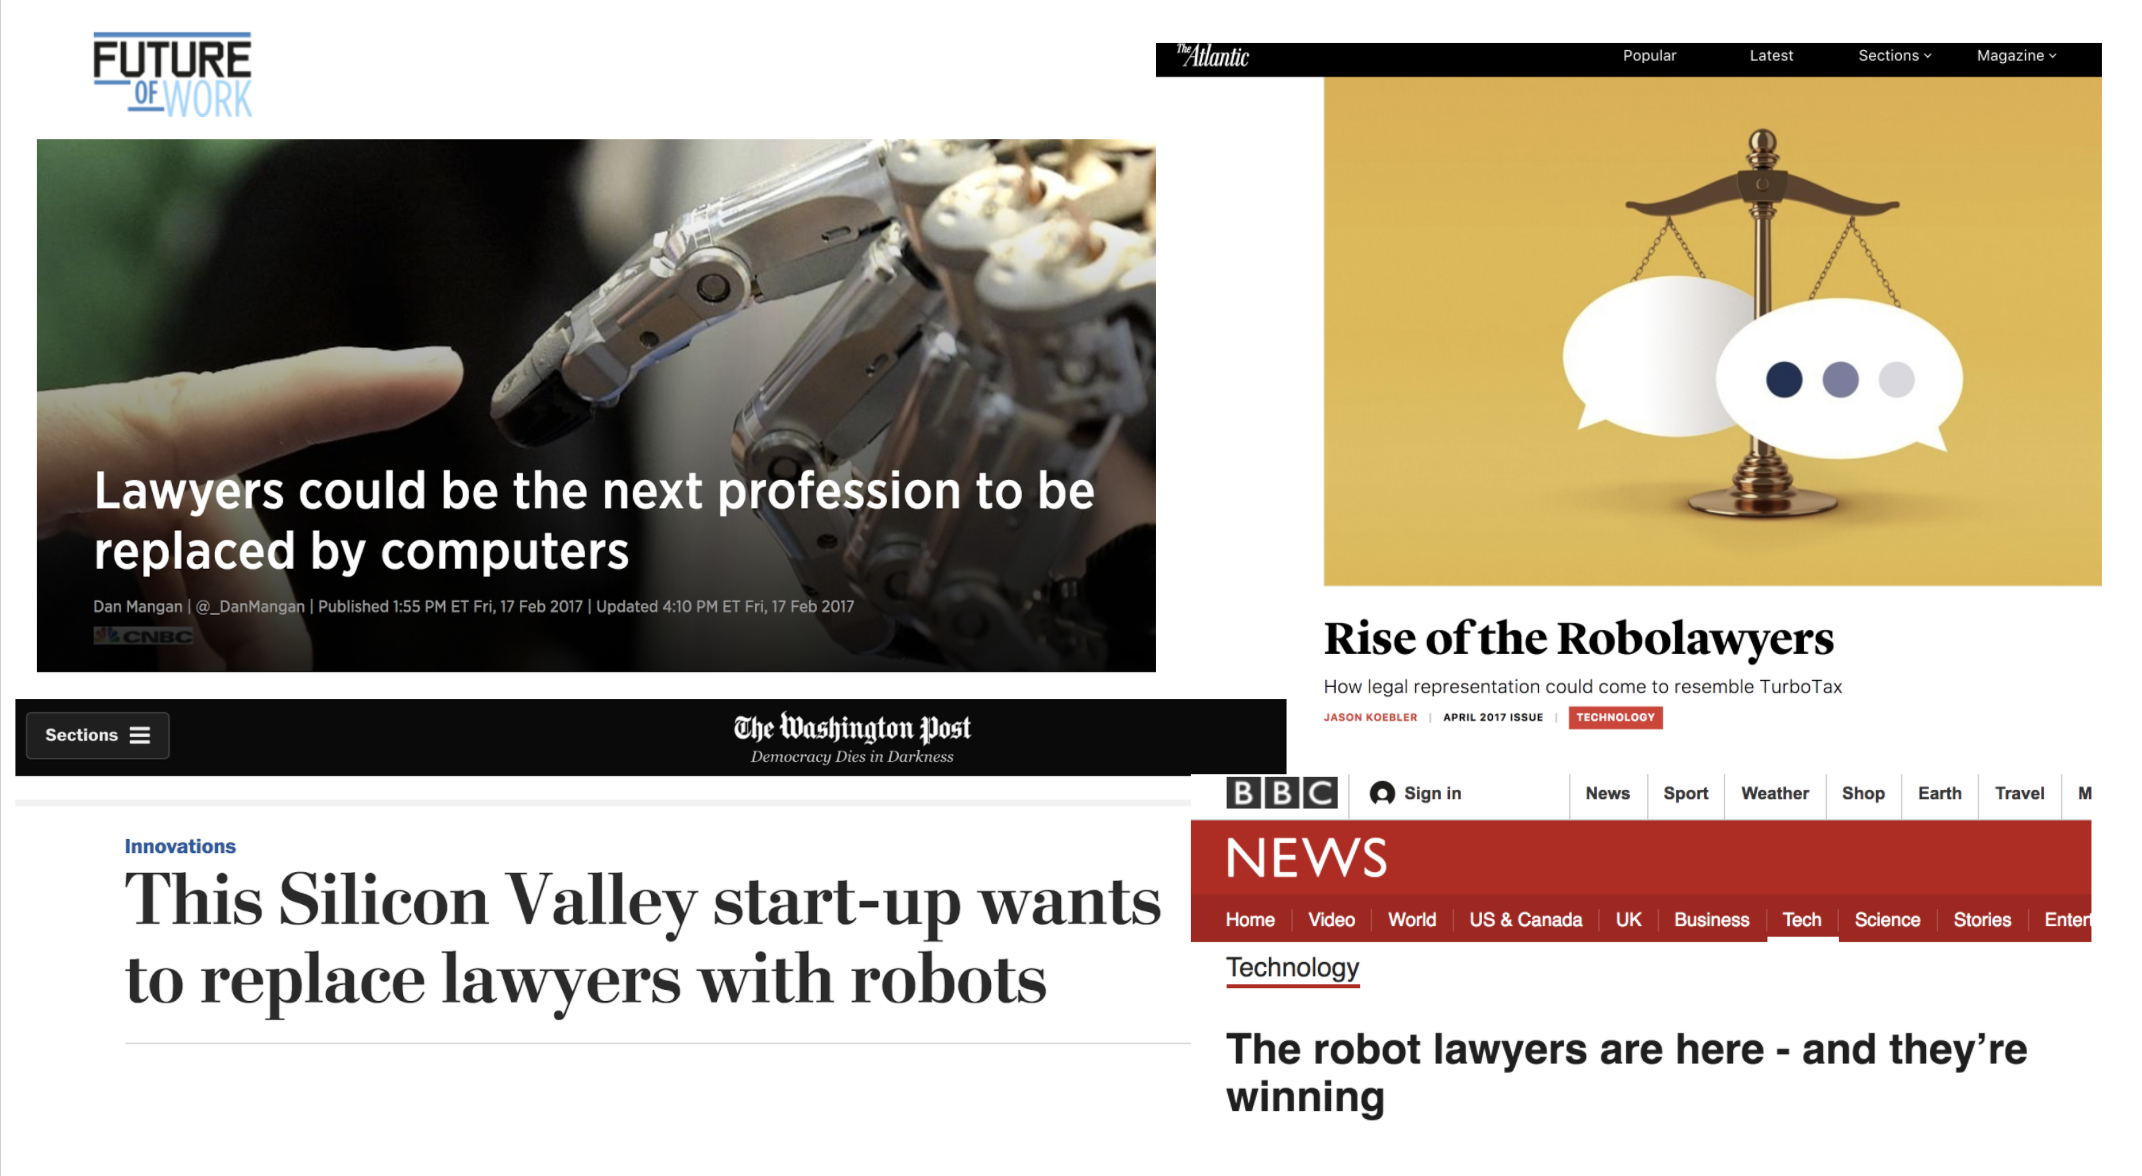 FUTURE
OF WORK
Lawyers could be the next profession to be
replaced by computers
Dan Mangan | @_DanMangan | Published 1:55 PM ET Fri, 17 Feb 2017 | Updated 4:10 PM ET Fri, 17 Feb 2017
CNBC
The Atlantic
Popular Latest Sections Magazine
Rise of the Robolawyers
How legal representation could come to resemble TurboTax
JASON KOEBLER | APRIL 2017 ISSUE | TECHNOLOGY
Sections
The Washington Post
Democracy Dies in Darkness
Innovations
This Silicon Valley start-up wants
to replace lawyers with robots
BBC Sign in News Sport Weather Shop Earth Travel M
NEWS
Home Video World US & Canada UK Business Tech Science Stories Entert
Technology
The robot lawyers are here - and they're
winning